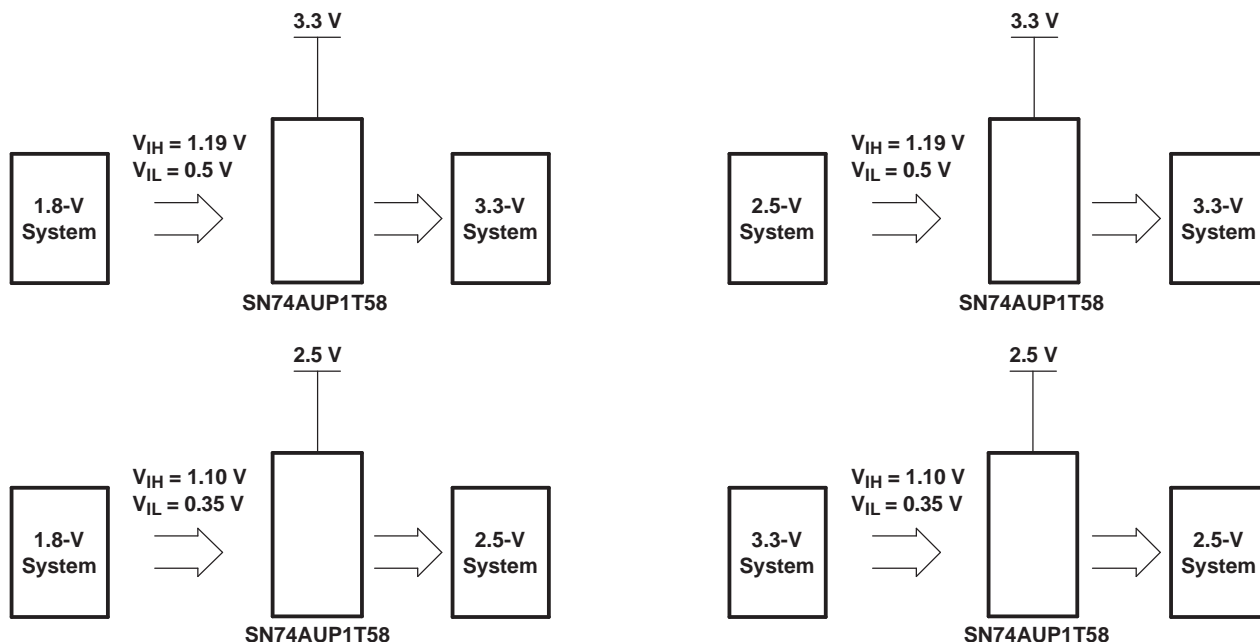 3.3 V
V_IH = 1.19 V
V_IL = 0.5 V
1.8-V
System
3.3-V
System
SN74AUP1T58
3.3 V
V_IH = 1.19 V
V_IL = 0.5 V
2.5-V
System
3.3-V
System
SN74AUP1T58
2.5 V
V_IH = 1.10 V
V_IL = 0.35 V
1.8-V
System
2.5-V
System
SN74AUP1T58
2.5 V
V_IH = 1.10 V
V_IL = 0.35 V
3.3-V
System
2.5-V
System
SN74AUP1T58